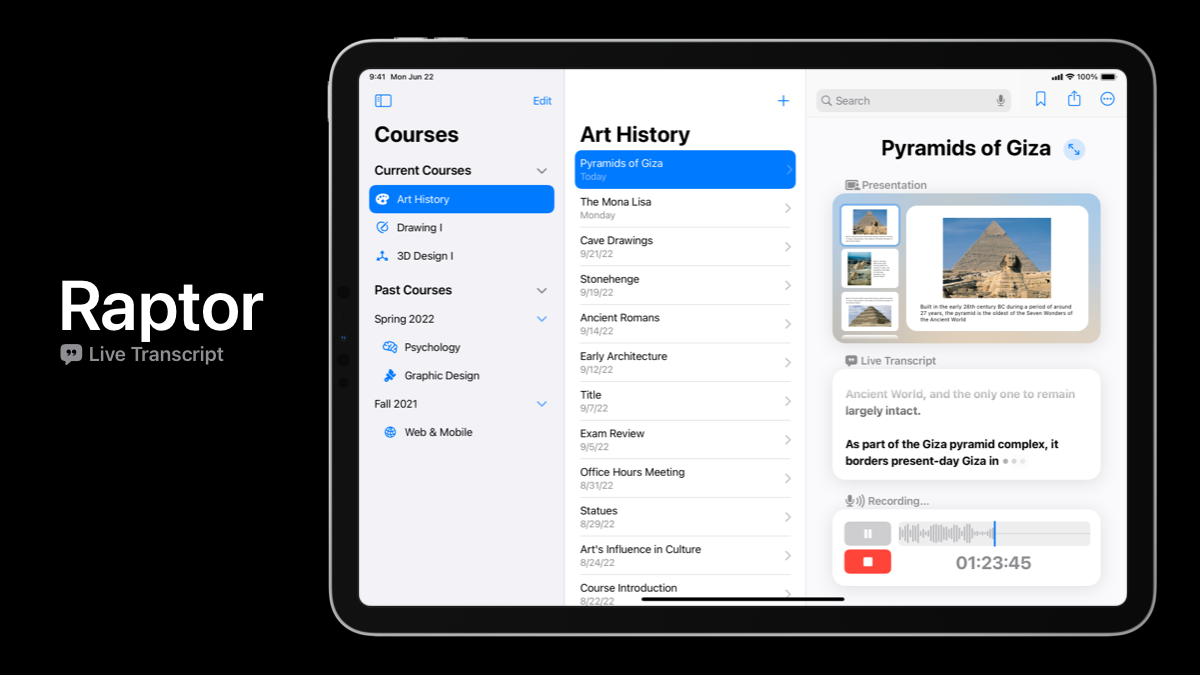 Raptor
Live Transcript
9:41 Mon Jun 22
100%
Edit
Courses
Current Courses
Art History
Drawing I
3D Design I
Past Courses
Spring 2022
Psychology
Graphic Design
Fall 2021
Web & Mobile
Art History
Pyramids of Giza
Today
The Mona Lisa
Monday
Cave Drawings
9/21/22
Stonehenge
9/19/22
Ancient Romans
9/14/22
Early Architecture
9/12/22
Title
9/7/22
Exam Review
9/5/22
Office Hours Meeting
8/31/22
Statues
8/29/22
Art's Influence in Culture
8/24/22
Course Introduction
8/22/22
Search
Pyramids of Giza
Presentation
Built in the early 26th century BC during a period of around
27 years, the pyramid is the oldest of the Seven Wonders of
the Ancient World
Live Transcript
Ancient World, and the only one to remain
largely intact.
As part of the Giza pyramid complex, it
borders present-day Giza in
Recording...
01:23:45